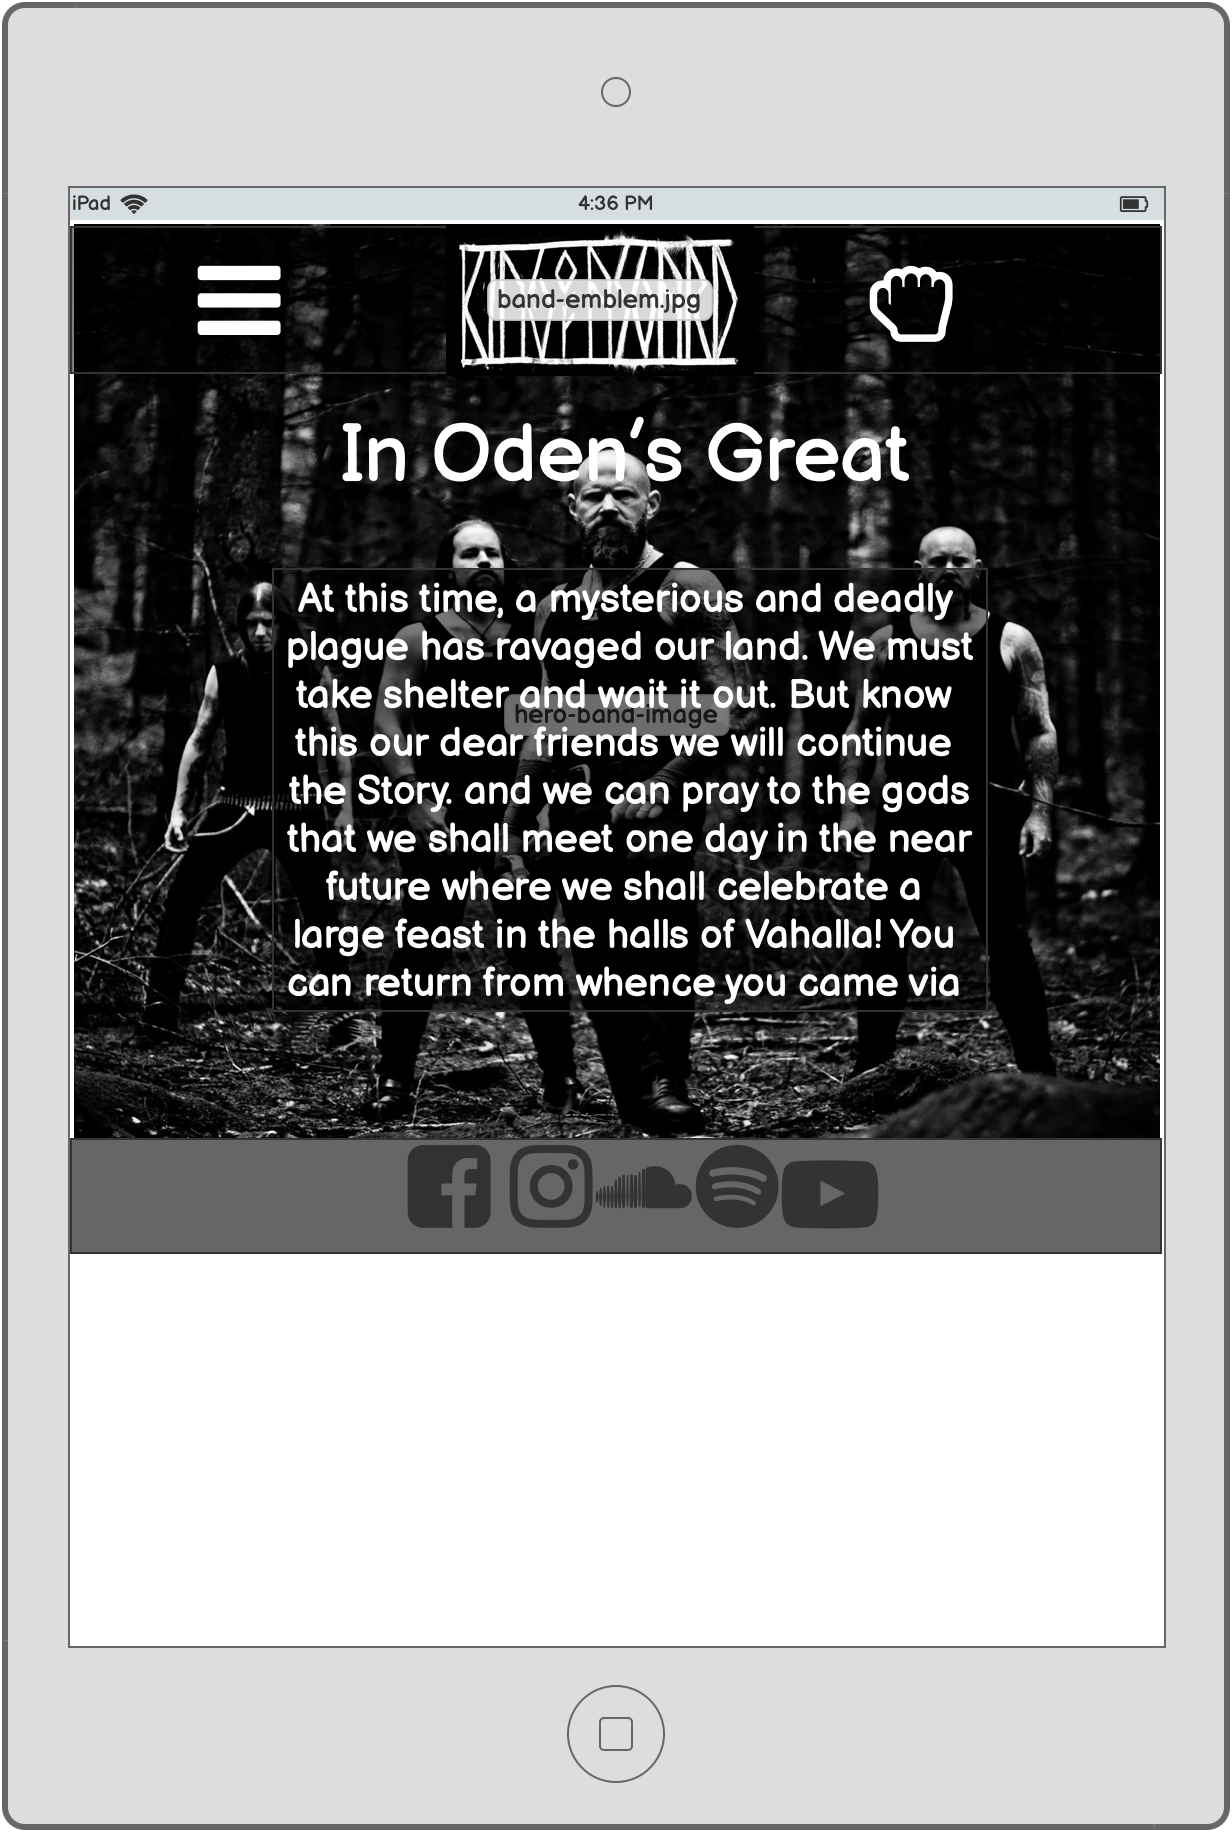 iPad
4:36 PM
band-emblem.jpg
In Oden's Great
At this time, a mysterious and deadly
plague has ravaged our land. We must
take shelter and wait it out. But know
hero-band-image
this our dear friends we will continue
the Story. and we can pray to the gods
that we shall meet one day in the near
future where we shall celebrate a
large feast in the halls of Vahalla! You
can return from whence you came via